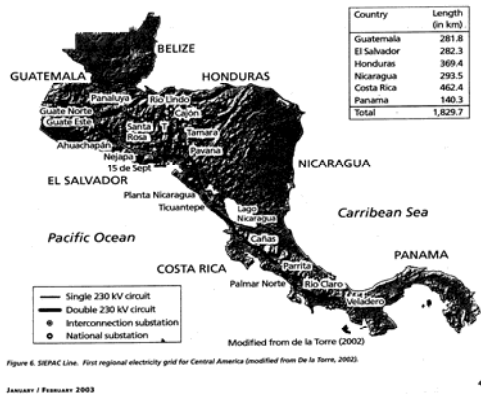 Country Length
(in km)
Guatemala 281.8
El Salvador 282.3
Honduras 369.4
Nicaragua 293.5
Costa Rica 462.4
Panama 140.3
Total 1,829.7
BELIZE
GUATEMALA
HONDURAS
Panaluya
Rio Lindo
Guate Norte
Cajón
Guate Este
Santa
Rosa
T
Tamara
Ahuachapán
Pavana
Nejapa
15 de Sept
NICARAGUA
EL SALVADOR
Planta Nicaragua
Ticuantepe
Lago
Nicaragua
Carribean Sea
Pacific Ocean
Cañas
COSTA RICA
Parrita
PANAMA
Palmar Norte
Rio Claro
Veladero
Single 230 kV circuit
Double 230 kV circuit
Interconnection substation
National substation
Modified from de la Torre (2002)
Figure 6. SIEPAC Line. First regional electricity grid for Central America (modified from De la Torre, 2002).
JANUARY / FEBRUARY 2003
4